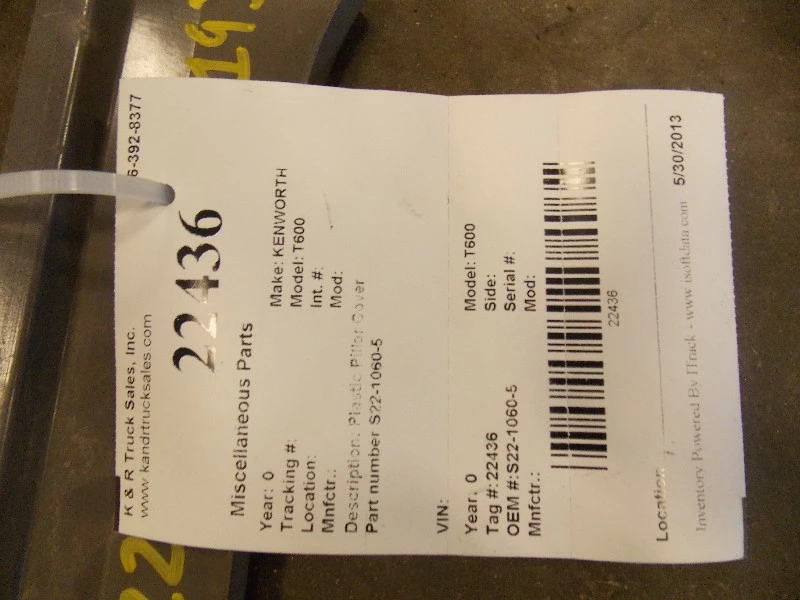 K & R Truck Sales, Inc.
www.kandrtrucksales.com
6-392-8377
22436
Miscellaneous Parts
Year: 0 Make: KENWORTH
Tracking #: Model: T600
Location: Int. #:
Mnfctr.: Mod:
Description: Plastic Piller Cover
Part number S22-1060-5
VIN:
Year. 0 Model: T600
Tag #: 22436 Side:
OEM #:S22-1060-5 Serial #:
Mnfctr.: Mod:
22436
Location
Inventory Powered By ITrack - www.isoftdata.com 5/30/2013
22
193